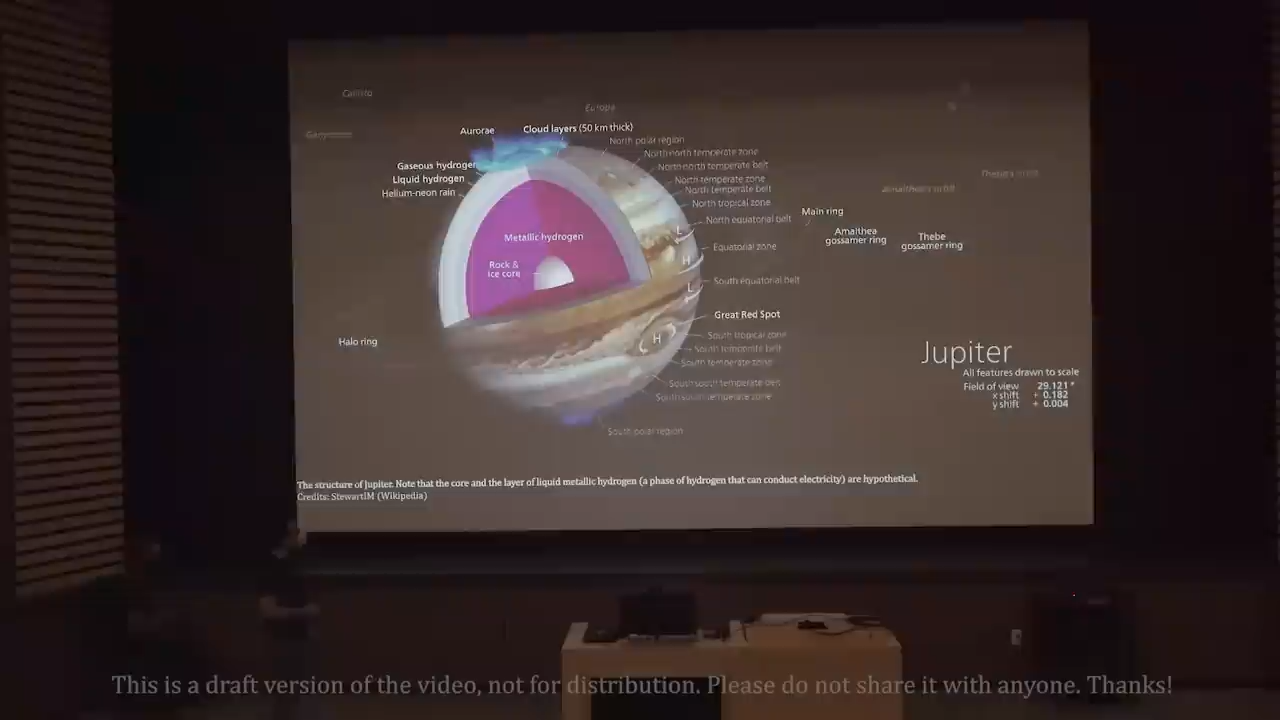 Callisto
Europa
Ganymede
Aurorae
Cloud layers (50 km thick)
North polar region
North north temperate zone
North north temperate belt
Gaseous hydrogen
Liquid hydrogen
Helium-neon rain
North temperate zone
North temperate belt
North tropical zone
North equatorial belt
Equatorial zone
South equatorial belt
Great Red Spot
South tropical zone
South temperate belt
South temperate zone
South south temperate belt
South south temperate zone
South polar region
L
H
L
H
Metallic hydrogen
Rock &
ice core
Halo ring
Main ring
Amalthea
gossamer ring
Thebe
gossamer ring
Amalthea's orbit
Thebe's orbit
Jupiter
All features drawn to scale
Field of view 29.121°
x shift + 0.182
y shift + 0.004
The structure of Jupiter. Note that the core and the layer of liquid metallic hydrogen (a phase of hydrogen that can conduct electricity) are hypothetical.
Credits: StewartIM (Wikipedia)
This is a draft version of the video, not for distribution. Please do not share it with anyone. Thanks!